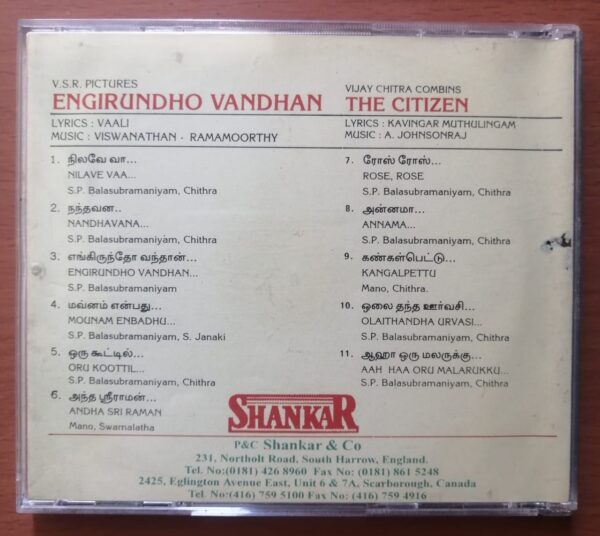 V.S.R. PICTURES
ENGIRUNDHO VANDHAN
LYRICS : VAALI
MUSIC : VISWANATHAN - RAMAMOORTHY
1. நிலவே வா...
NILAVE VAA...
S.P. Balasubramaniyam, Chithra
2. நந்தவன..
NANDHAVANA...
S.P. Balasubramaniyam, Chithra
3. எங்கிருந்தோ வந்தான்...
ENGIRUNDHO VANDHAN...
S.P. Balasubramaniyam
4. மவ்னம் என்பது...
MOUNAM ENBADHU...
S.P. Balasubramaniyam, S. Janaki
5. ஒரு கூட்டில்...
ORU KOOTTIL...
S.P. Balasubramaniyam, Chithra
6. அந்த ஸ்ரீராமன்...
ANDHA SRI RAMAN
Mano, Swarnalatha
VIJAY CHITRA COMBINS
THE CITIZEN
LYRICS : KAVINGAR MUTHULINGAM
MUSIC : A. JOHNSONRAJ
7. ரோஸ் ரோஸ்...
ROSE, ROSE
S.P. Balasubramaniyam, Chithra
8. அன்னமா...
ANNAMA...
S.P. Balasubramaniyam, Chithra
9. கண்கள்பெட்டு...
KANGALPETTU
Mano, Chithra.
10. ஒலை தந்த ஊர்வசி...
OLAITHANDHA URVASI...
S.P. Balasubramaniyam, Chithra
11. ஆஹா ஒரு மலருக்கு...
AAH HAA ORU MALARUKKU...
S.P. Balasubramaniyam, Chithra
SHANKAR
P&C Shankar & Co
231, Northolt Road, South Harrow, England.
Tel. No:(0181) 426 8960 Fax No: (0181) 861 5248
2425, Eglington Avenue East, Unit 6 & 7A, Scarborough, Canada
Tel No:(416) 759 5100 Fax No: (416) 759 4916